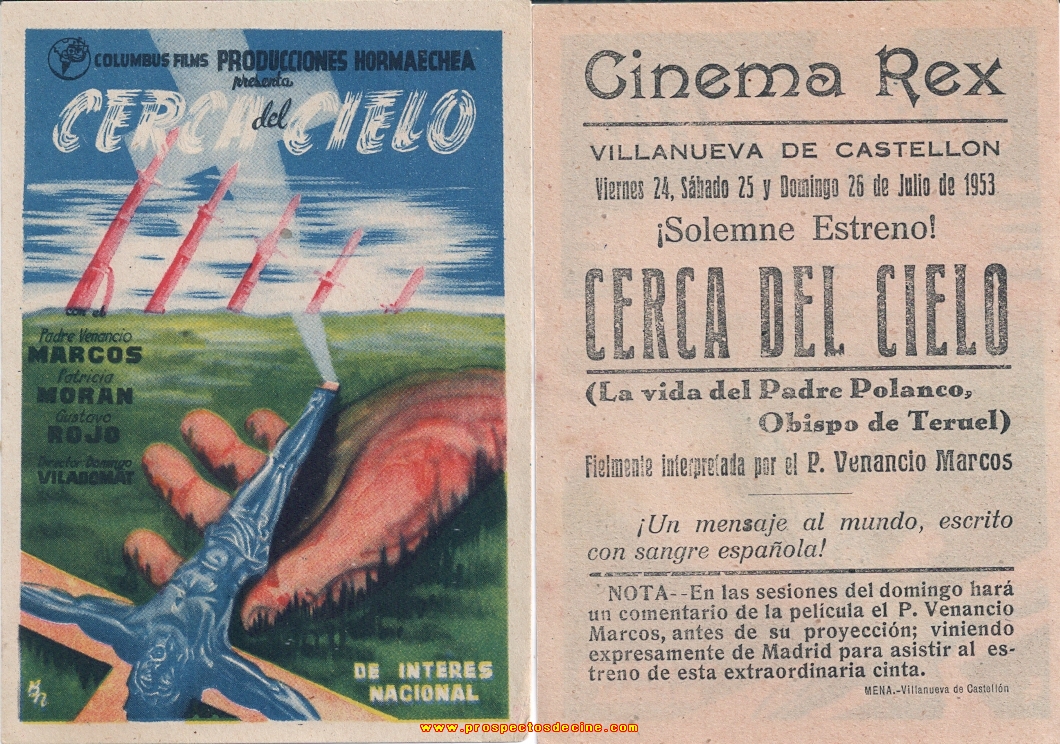 COLUMBUS FILMS PRODUCCIONES HORMAECHEA
presenta
CERCA del CIELO
con el
Padre Venancio
MARCOS
Patricia
MORAN
Gustavo
ROJO
Director Domingo
VILADOMAT
DE INTERES
NACIONAL
Cinema Rex
VILLANUEVA DE CASTELLON
Viernes 24, Sábado 25 y Domingo 26 de Julio de 1953
¡Solemne Estreno!
CERCA DEL CIELO
(La vida del Padre Polanco,
Obispo de Teruel)
Fielmente interpretada por el P. Venancio Marcos
¡Un mensaje al mundo, escrito
con sangre española!
NOTA--En las sesiones del domingo hará
un comentario de la película el P. Venancio
Marcos, antes de su proyección; viniendo
expresamente de Madrid para asistir al es-
treno de esta extraordinaria cinta.
MENA.-Villanueva de Castellón
www.prospectosdecine.com